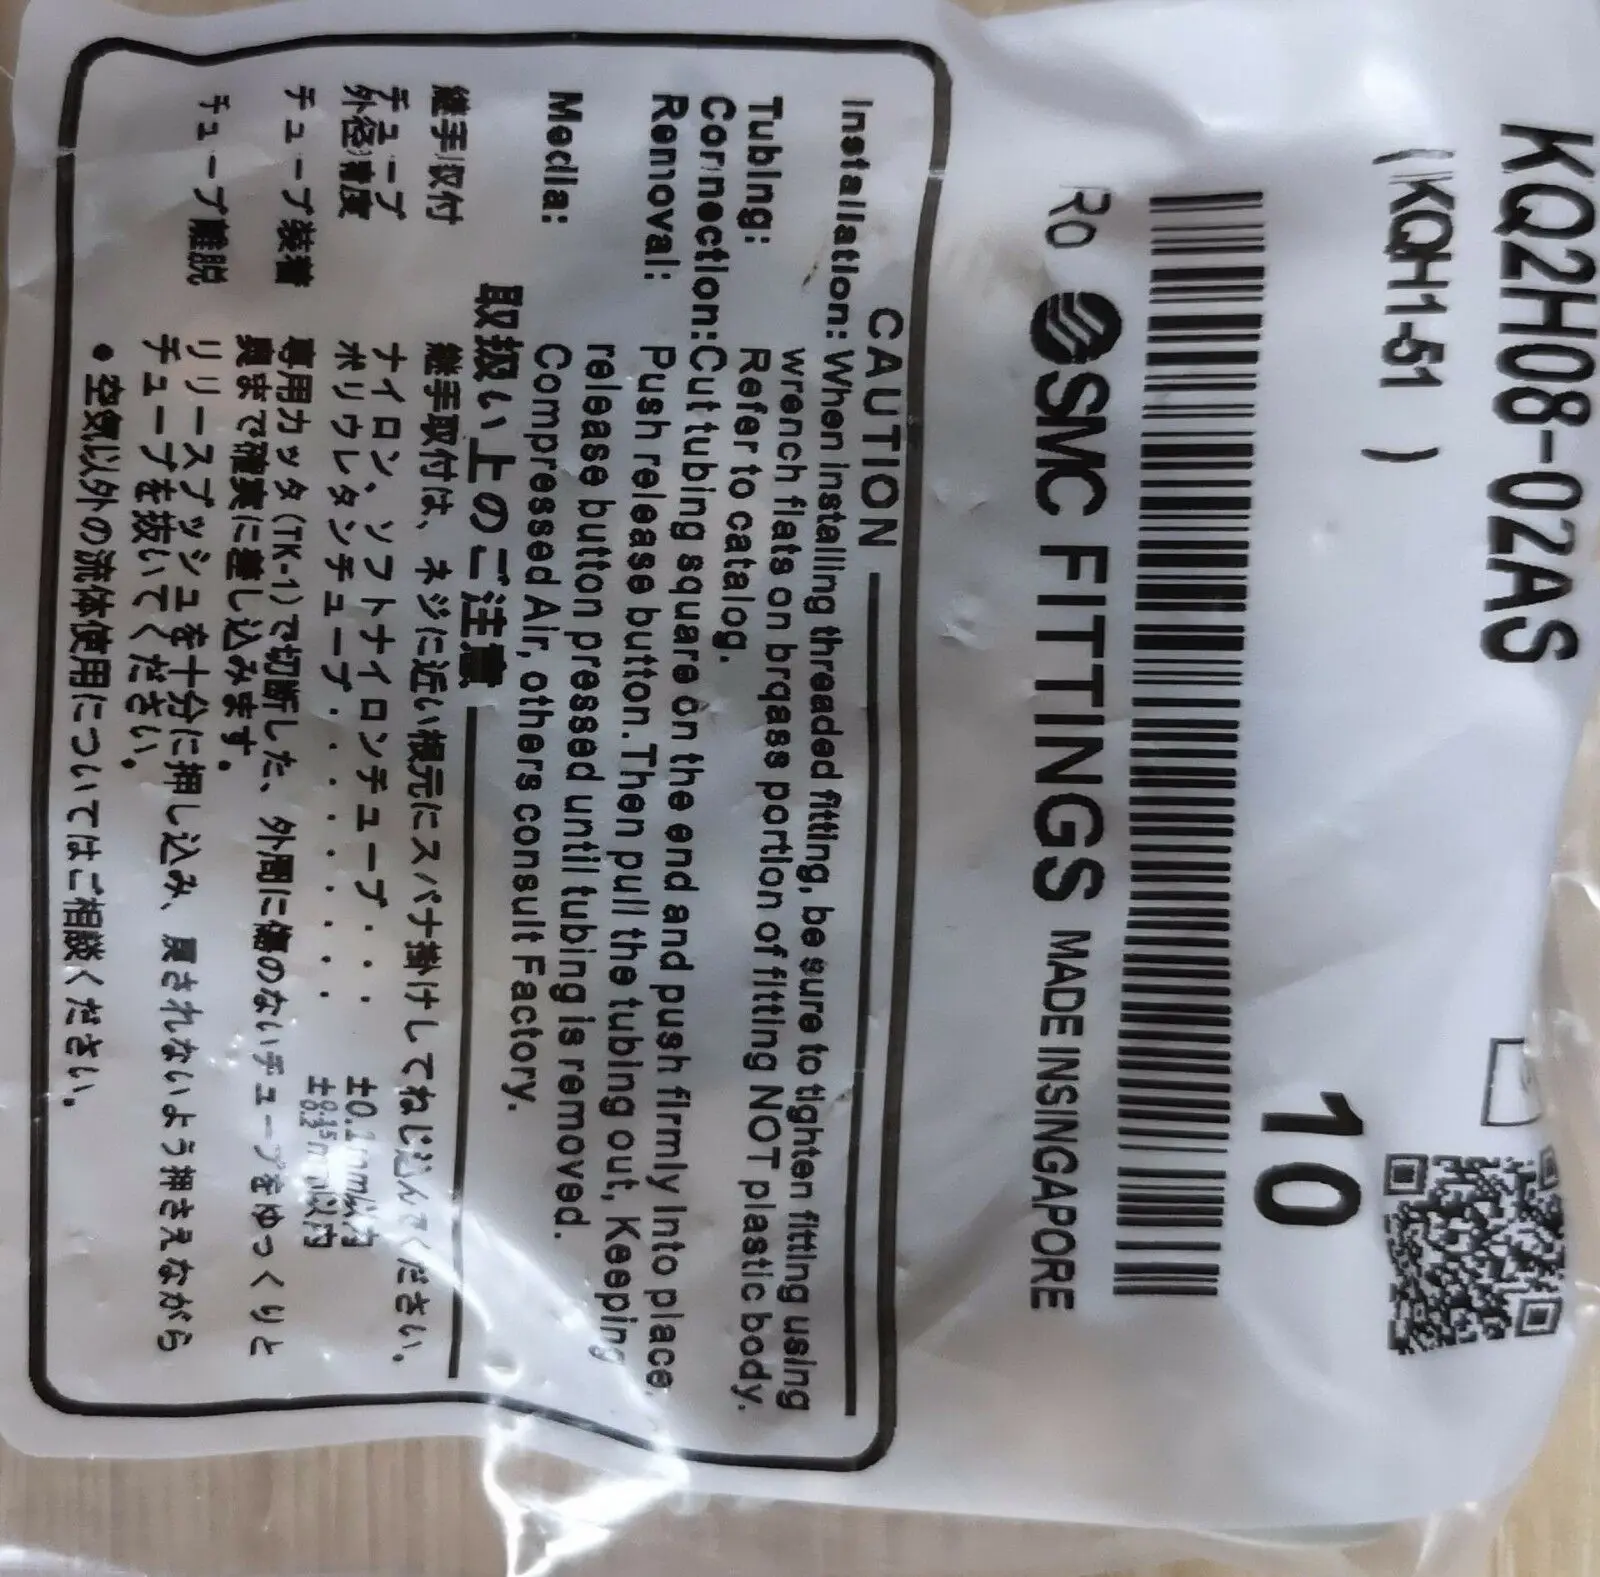 KQ2H08-02AS
(KQH1-51 )
10
R0 SMC FITTINGS MADE IN SINGAPORE
CAUTION
Installation: When installing threaded fitting, be sure to tighten fitting using
wrench flats on brqass portion of fitting NOT plastic body.
Tubing: Refer to catalog.
Connection: Cut tubing square on the end and push firmly into place.
Removal: Push release button. Then pull the tubing out, Keeping
release button pressed until tubing is removed.
Media: Compressed Air, others consult Factory.
取扱い上のご注意
継手取付 継手取付は、ネジに近い根元にスパナ掛けしてねじ込んでください。
チューブ ナイロン、ソフトナイロンチューブ・・・ ±0.1mm以内
外径精度 ポリウレタンチューブ・・・・・・・・・
チューブ装着 専用カッタ(TK-1)で切断した、外周に傷のないチューブをゆっくりと
奥まで確実に差し込みます。
チューブ離脱 リリースブッシュを十分に押し込み、戻されないよう押さえながら
チューブを抜いてください。
●空気以外の流体使用についてはご相談ください。